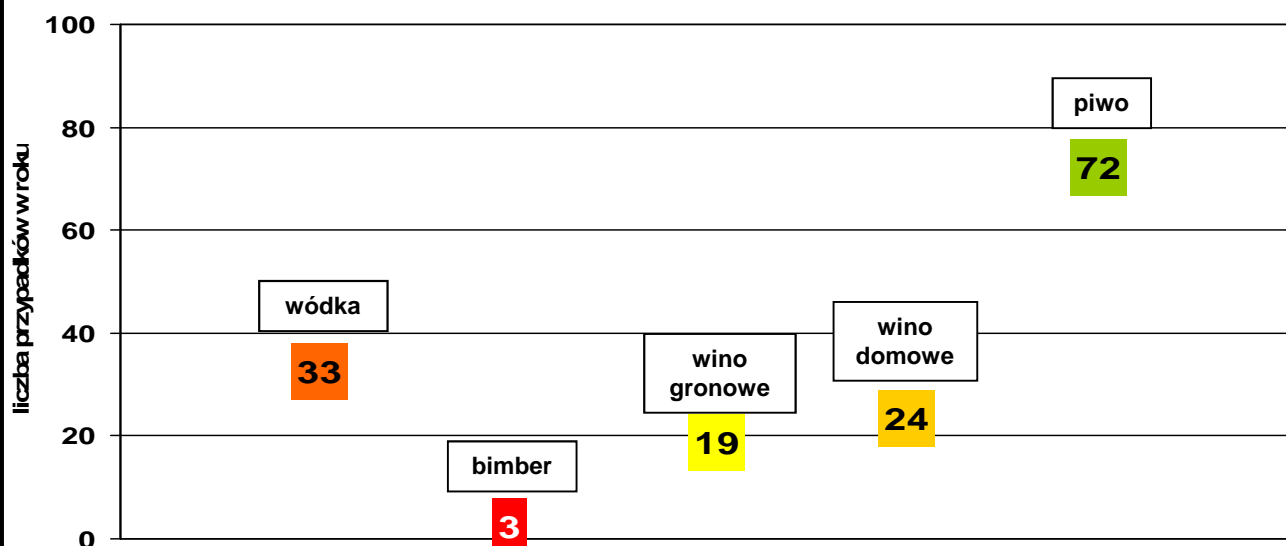 100
80
60
40
20
0
liczba przypadków w roku
wódka
33
bimber
3
wino
gronowe
19
wino
domowe
24
piwo
72